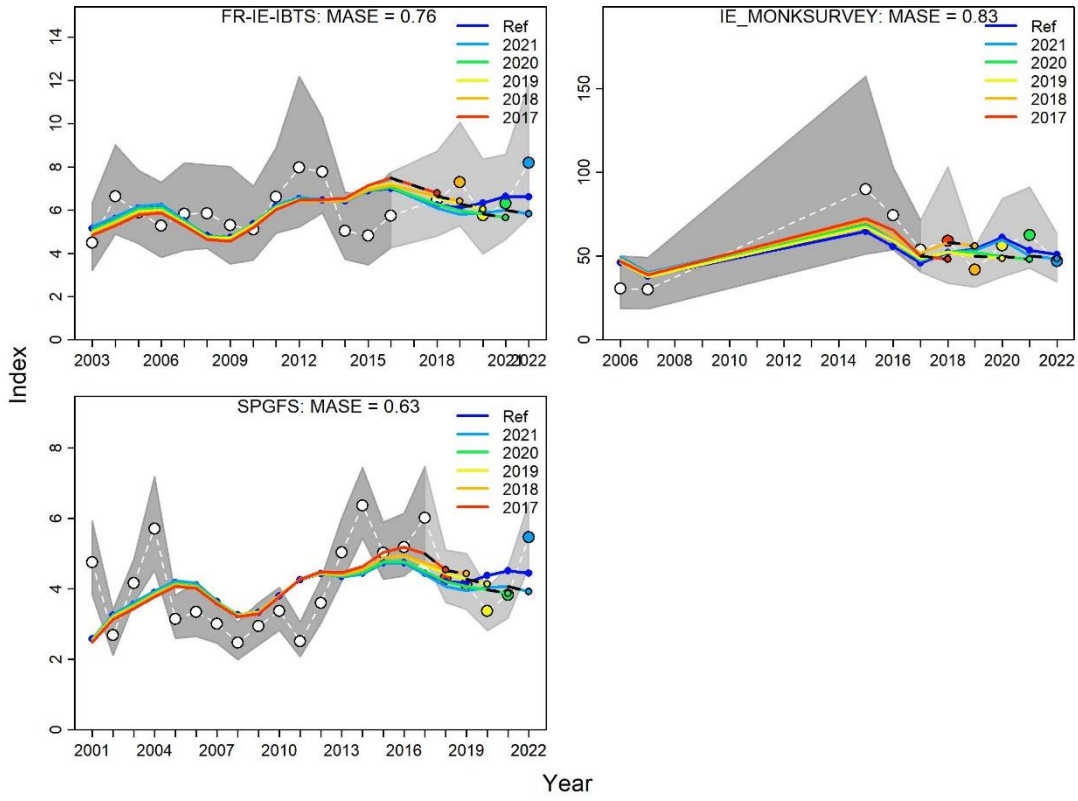 FR-IE-IBTS: MASE = 0.76
14
12
10
8
6
4
2
0
Ref
2021
2020
2019
2018
2017
2003 2006 2009 2012 2015 2018 2021 2022
IE_MONKSURVEY: MASE = 0.83
150
100
50
0
Ref
2021
2020
2019
2018
2017
2006 2008 2010 2012 2014 2016 2018 2020 2022
Index
SPGFS: MASE = 0.63
8
6
4
2
0
Ref
2021
2020
2019
2018
2017
2001 2004 2007 2010 2013 2016 2019 2022
Year